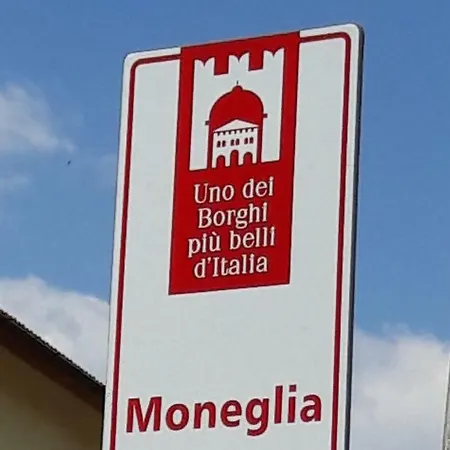 Uno dei
Borghi
più belli
d'Italia
Moneglia